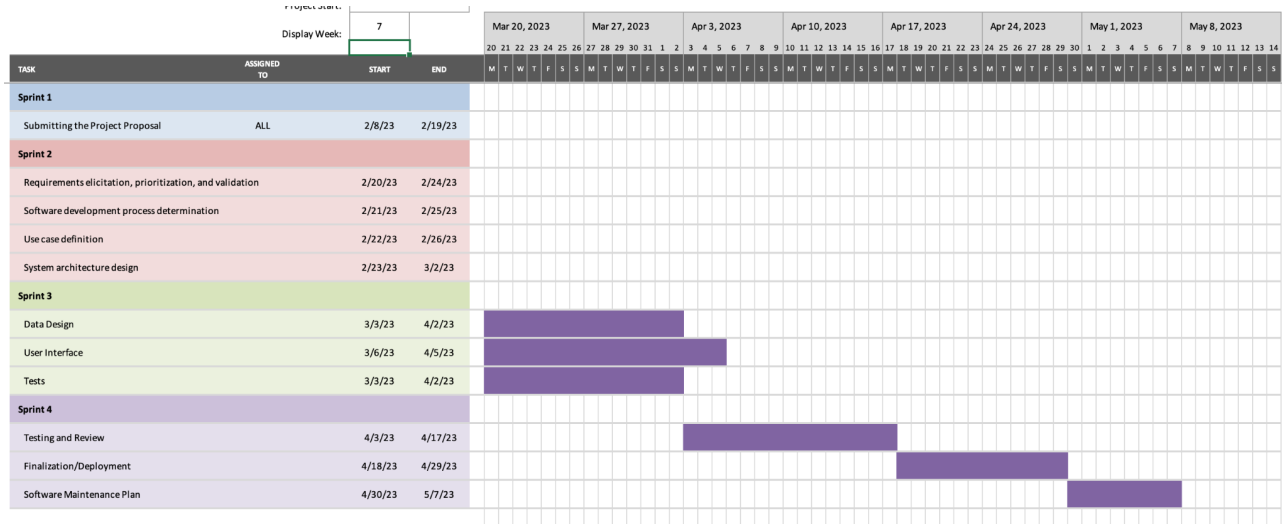 Project Start:
Display Week: 7
Mar 20, 2023 Mar 27, 2023 Apr 3, 2023 Apr 10, 2023 Apr 17, 2023 Apr 24, 2023 May 1, 2023 May 8, 2023
20 21 22 23 24 25 26 27 28 29 30 31 1 2 3 4 5 6 7 8 9 10 11 12 13 14 15 16 17 18 19 20 21 22 23 24 25 26 27 28 29 30 1 2 3 4 5 6 7 8 9 10 11 12 13 14
TASK ASSIGNED TO START END M T W T F S S M T W T F S S M T W T F S S M T W T F S S M T W T F S S M T W T F S S M T W T F S S M T W T F S S
Sprint 1
Submitting the Project Proposal ALL 2/8/23 2/19/23
Sprint 2
Requirements elicitation, prioritization, and validation 2/20/23 2/24/23
Software development process determination 2/21/23 2/25/23
Use case definition 2/22/23 2/26/23
System architecture design 2/23/23 3/2/23
Sprint 3
Data Design 3/3/23 4/2/23
User Interface 3/6/23 4/5/23
Tests 3/3/23 4/2/23
Sprint 4
Testing and Review 4/3/23 4/17/23
Finalization/Deployment 4/18/23 4/29/23
Software Maintenance Plan 4/30/23 5/7/23